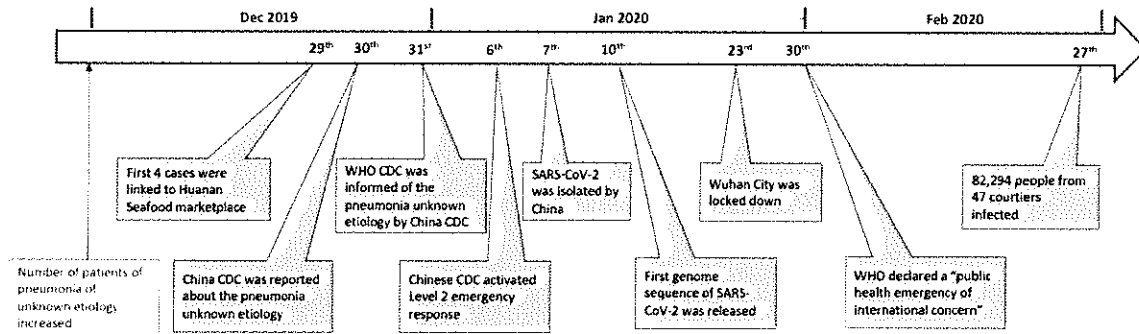 Dec 2019
Jan 2020
Feb 2020
29th
30th
31st
6th
7th
10th
23rd
30th
27th
First 4 cases were
linked to Huanan
Seafood marketplace
WHO CDC was
informed of the
pneumonia unknown
etiology by China CDC
SARS-CoV-2
was isolated by
China
Wuhan City was
locked down
82,294 people from
47 courtiers
infected
Number of patients of
pneumonia of
unknown etiology
increased
China CDC was reported
about the pneumonia
unknown etiology
Chinese CDC activated
Level 2 emergency
response
First genome
sequence of SARS-
CoV-2 was released
WHO declared a "public
health emergency of
international concern"